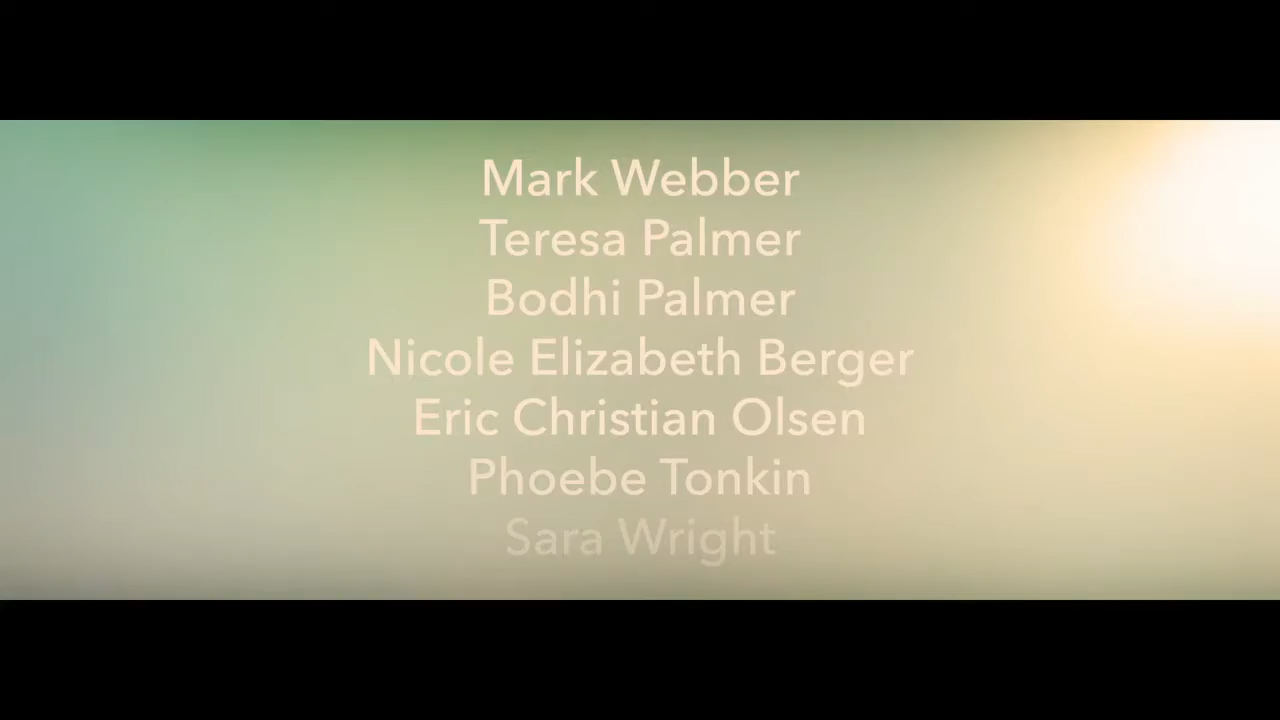 Mark Webber
Teresa Palmer
Bodhi Palmer
Nicole Elizabeth Berger
Eric Christian Olsen
Phoebe Tonkin
Sara Wright